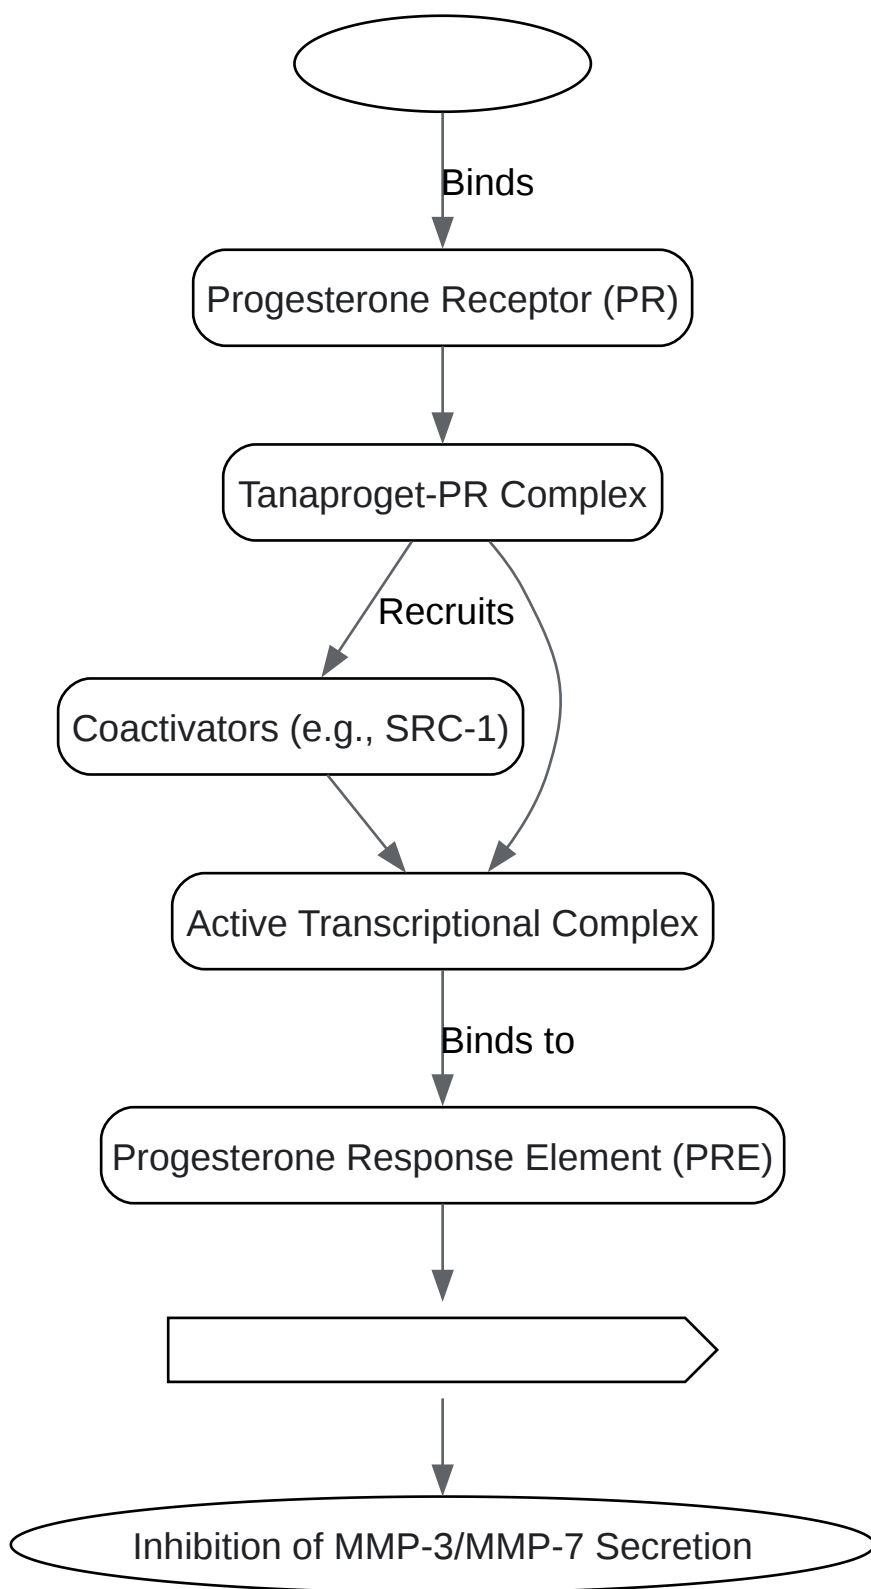 Binds
Progesterone Receptor (PR)
Tanaproget-PR Complex
Recruits
Coactivators (e.g., SRC-1)
Active Transcriptional Complex
Binds to
Progesterone Response Element (PRE)
Inhibition of MMP-3/MMP-7 Secretion